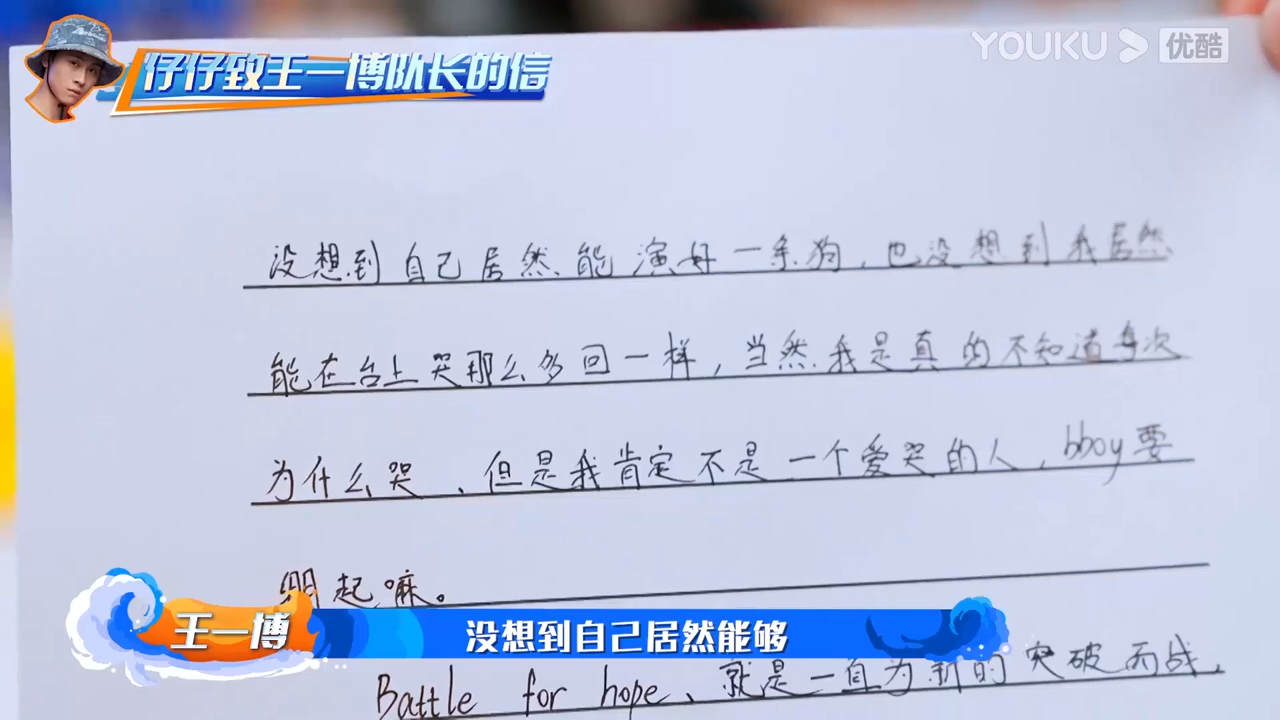 YOUKU 优酷
仔仔致王一博队长的信
没想到自己居然能演好一条狗，也没想到我居然
能在台上哭那么多回一样，当然我是真的不知道每次
为什么哭、但是我肯定不是一个爱哭的人，bboy要
起嘛。
王一博
没想到自己居然能够
Battle for hope、就是一直为新的突破而战，